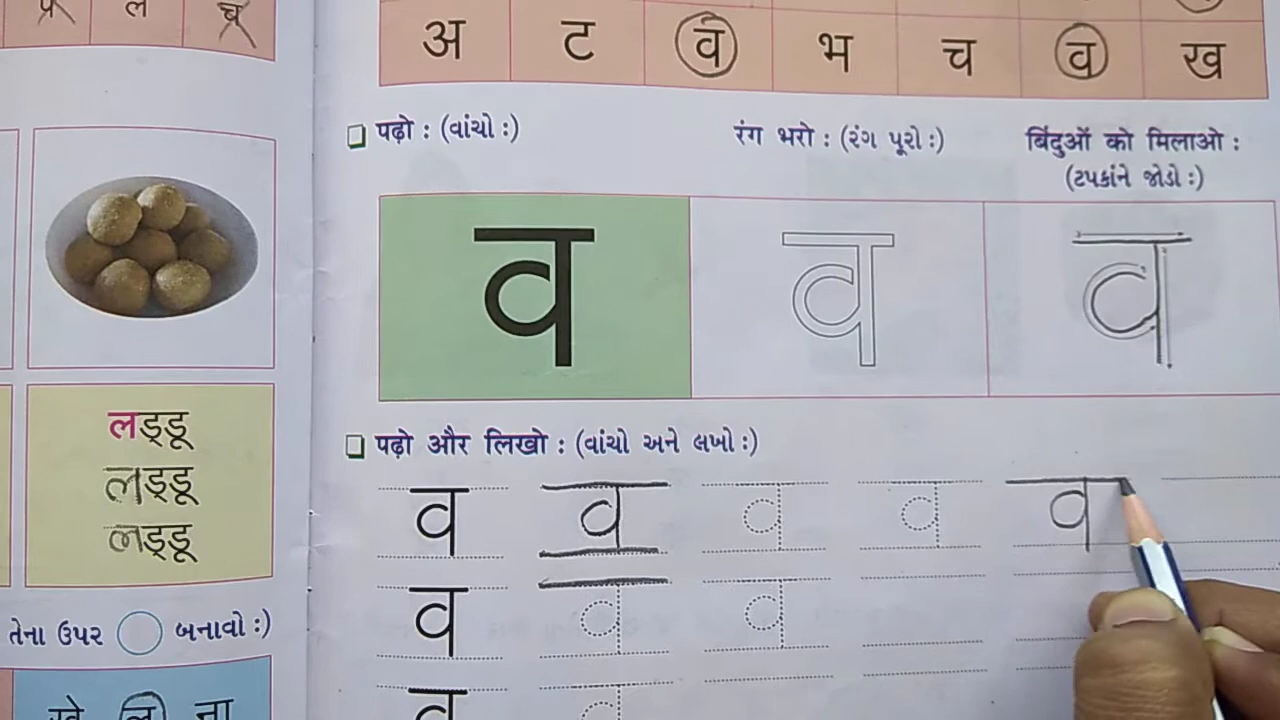 प्र ल च
अ ट व भ च व ख
पढ़ो : (વાંચો :)
रंग भरो : (રંગ પૂરો :)
बिंदुओं को मिलाओ :
(ટપકાંને જોડો :)
व व व
लड्डू
लड्डू
लड्डू
पढ़ो और लिखो : (વાંચો અને લખો :)
व व व व व
व व व
व व
તેના ઉપર ◯ બનાવો :)
ल ना